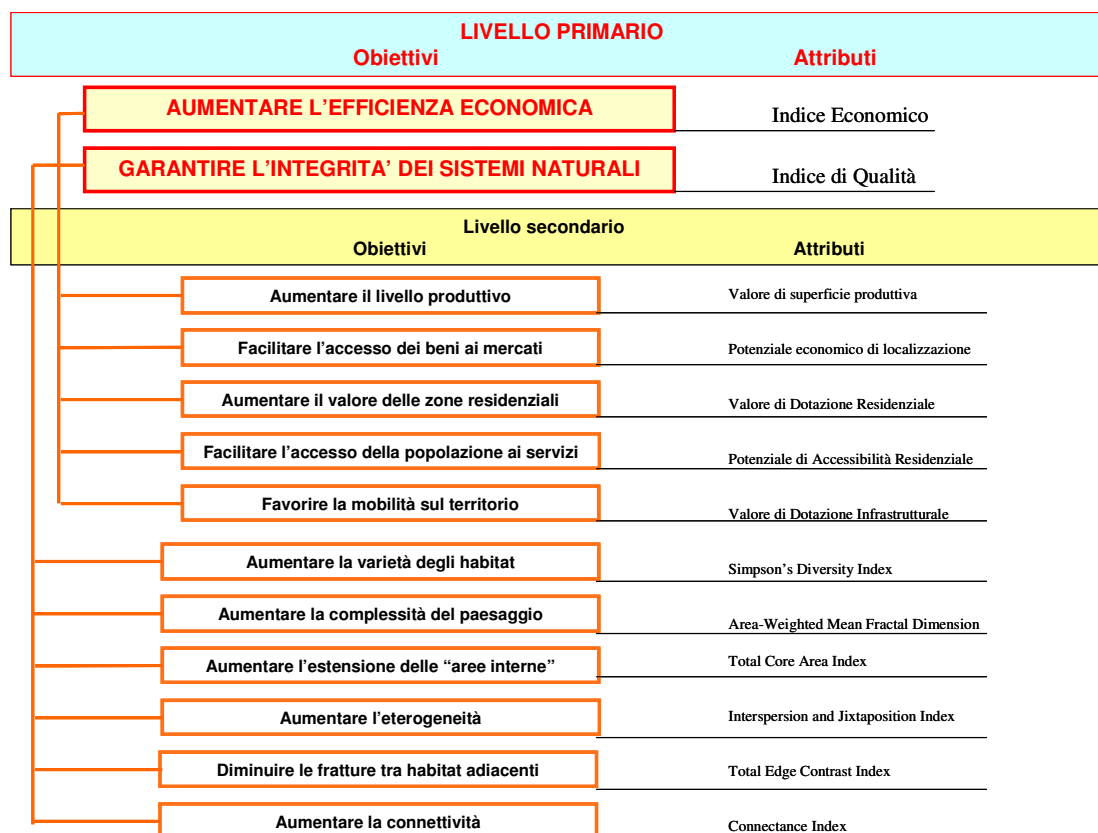 LIVELLO PRIMARIO
Obiettivi Attributi
AUMENTARE L’EFFICIENZA ECONOMICA Indice Economico
GARANTIRE L’INTEGRITA’ DEI SISTEMI NATURALI Indice di Qualità
Livello secondario
Obiettivi Attributi
Aumentare il livello produttivo Valore di superficie produttiva
Facilitare l’accesso dei beni ai mercati Potenziale economico di localizzazione
Aumentare il valore delle zone residenziali Valore di Dotazione Residenziale
Facilitare l’accesso della popolazione ai servizi Potenziale di Accessibilità Residenziale
Favorire la mobilità sul territorio Valore di Dotazione Infrastrutturale
Aumentare la varietà degli habitat Simpson’s Diversity Index
Aumentare la complessità del paesaggio Area-Weighted Mean Fractal Dimension
Aumentare l’estensione delle “aree interne” Total Core Area Index
Aumentare l’eterogeneità Interspersion and Jixtaposition Index
Diminuire le fratture tra habitat adiacenti Total Edge Contrast Index
Aumentare la connettività Connectance Index